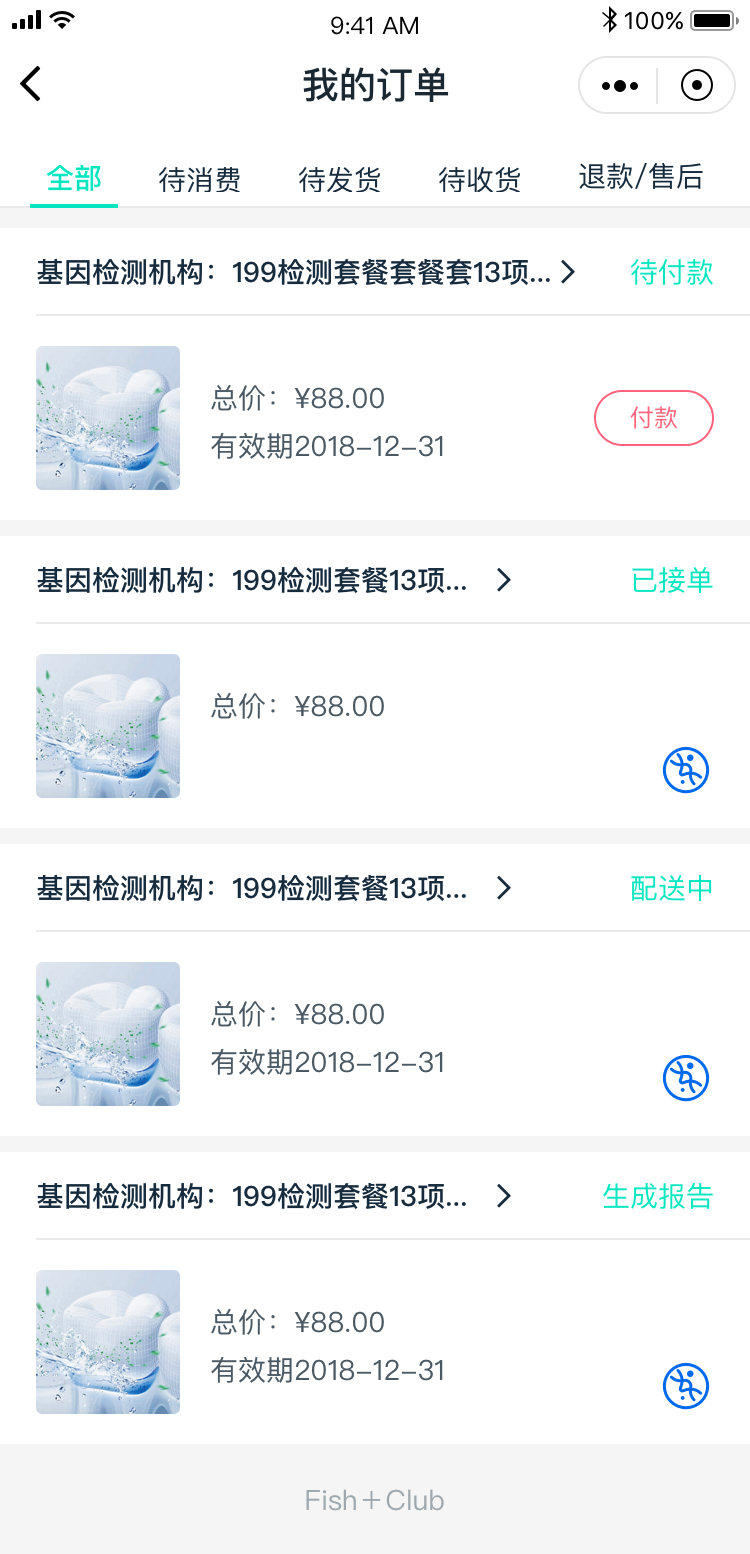 9:41 AM
100%
我的订单
全部
待消费
待发货
待收货
退款/售后
基因检测机构：199检测套餐套餐套13项...
待付款
总价：¥88.00
付款
有效期2018-12-31
基因检测机构：199检测套餐13项...
已接单
总价：¥88.00
基因检测机构：199检测套餐13项...
配送中
总价：¥88.00
有效期2018-12-31
基因检测机构：199检测套餐13项...
生成报告
总价：¥88.00
有效期2018-12-31
Fish+Club